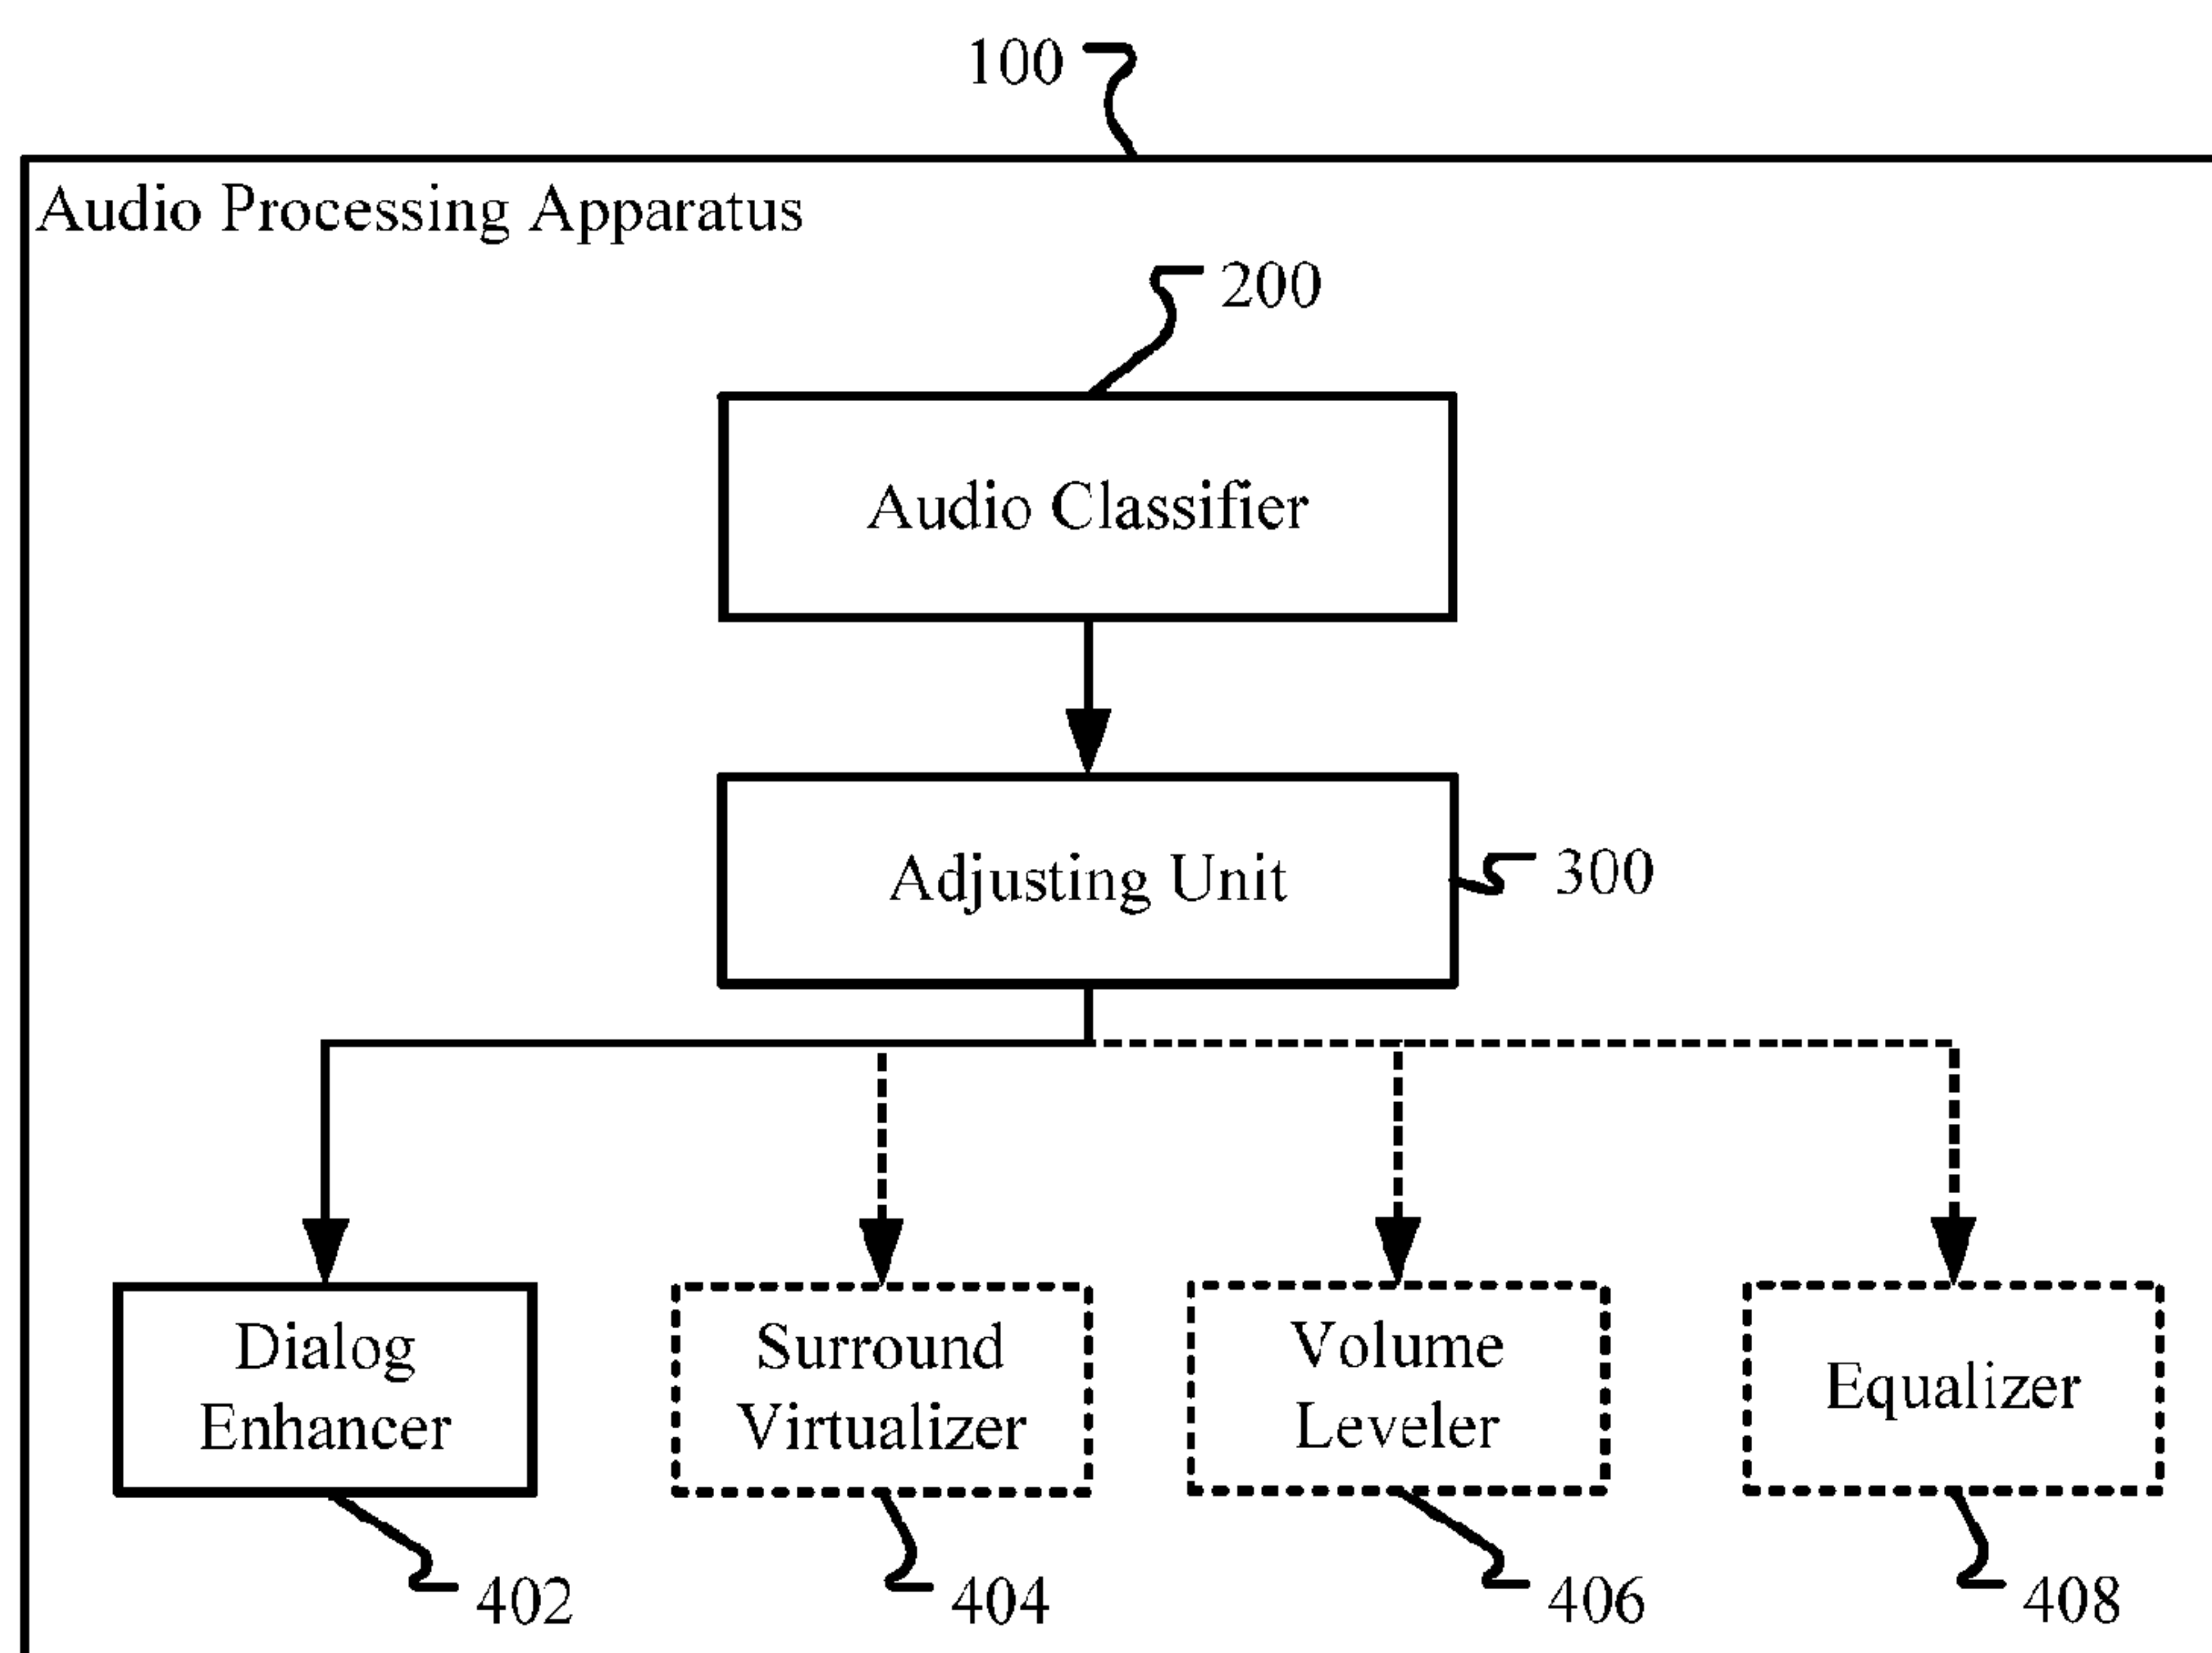 100
Audio Processing Apparatus
200
Audio Classifier
Adjusting Unit
300
Dialog
Enhancer
Surround
Virtualizer
Volume
Leveler
Equalizer
402
404
406
408